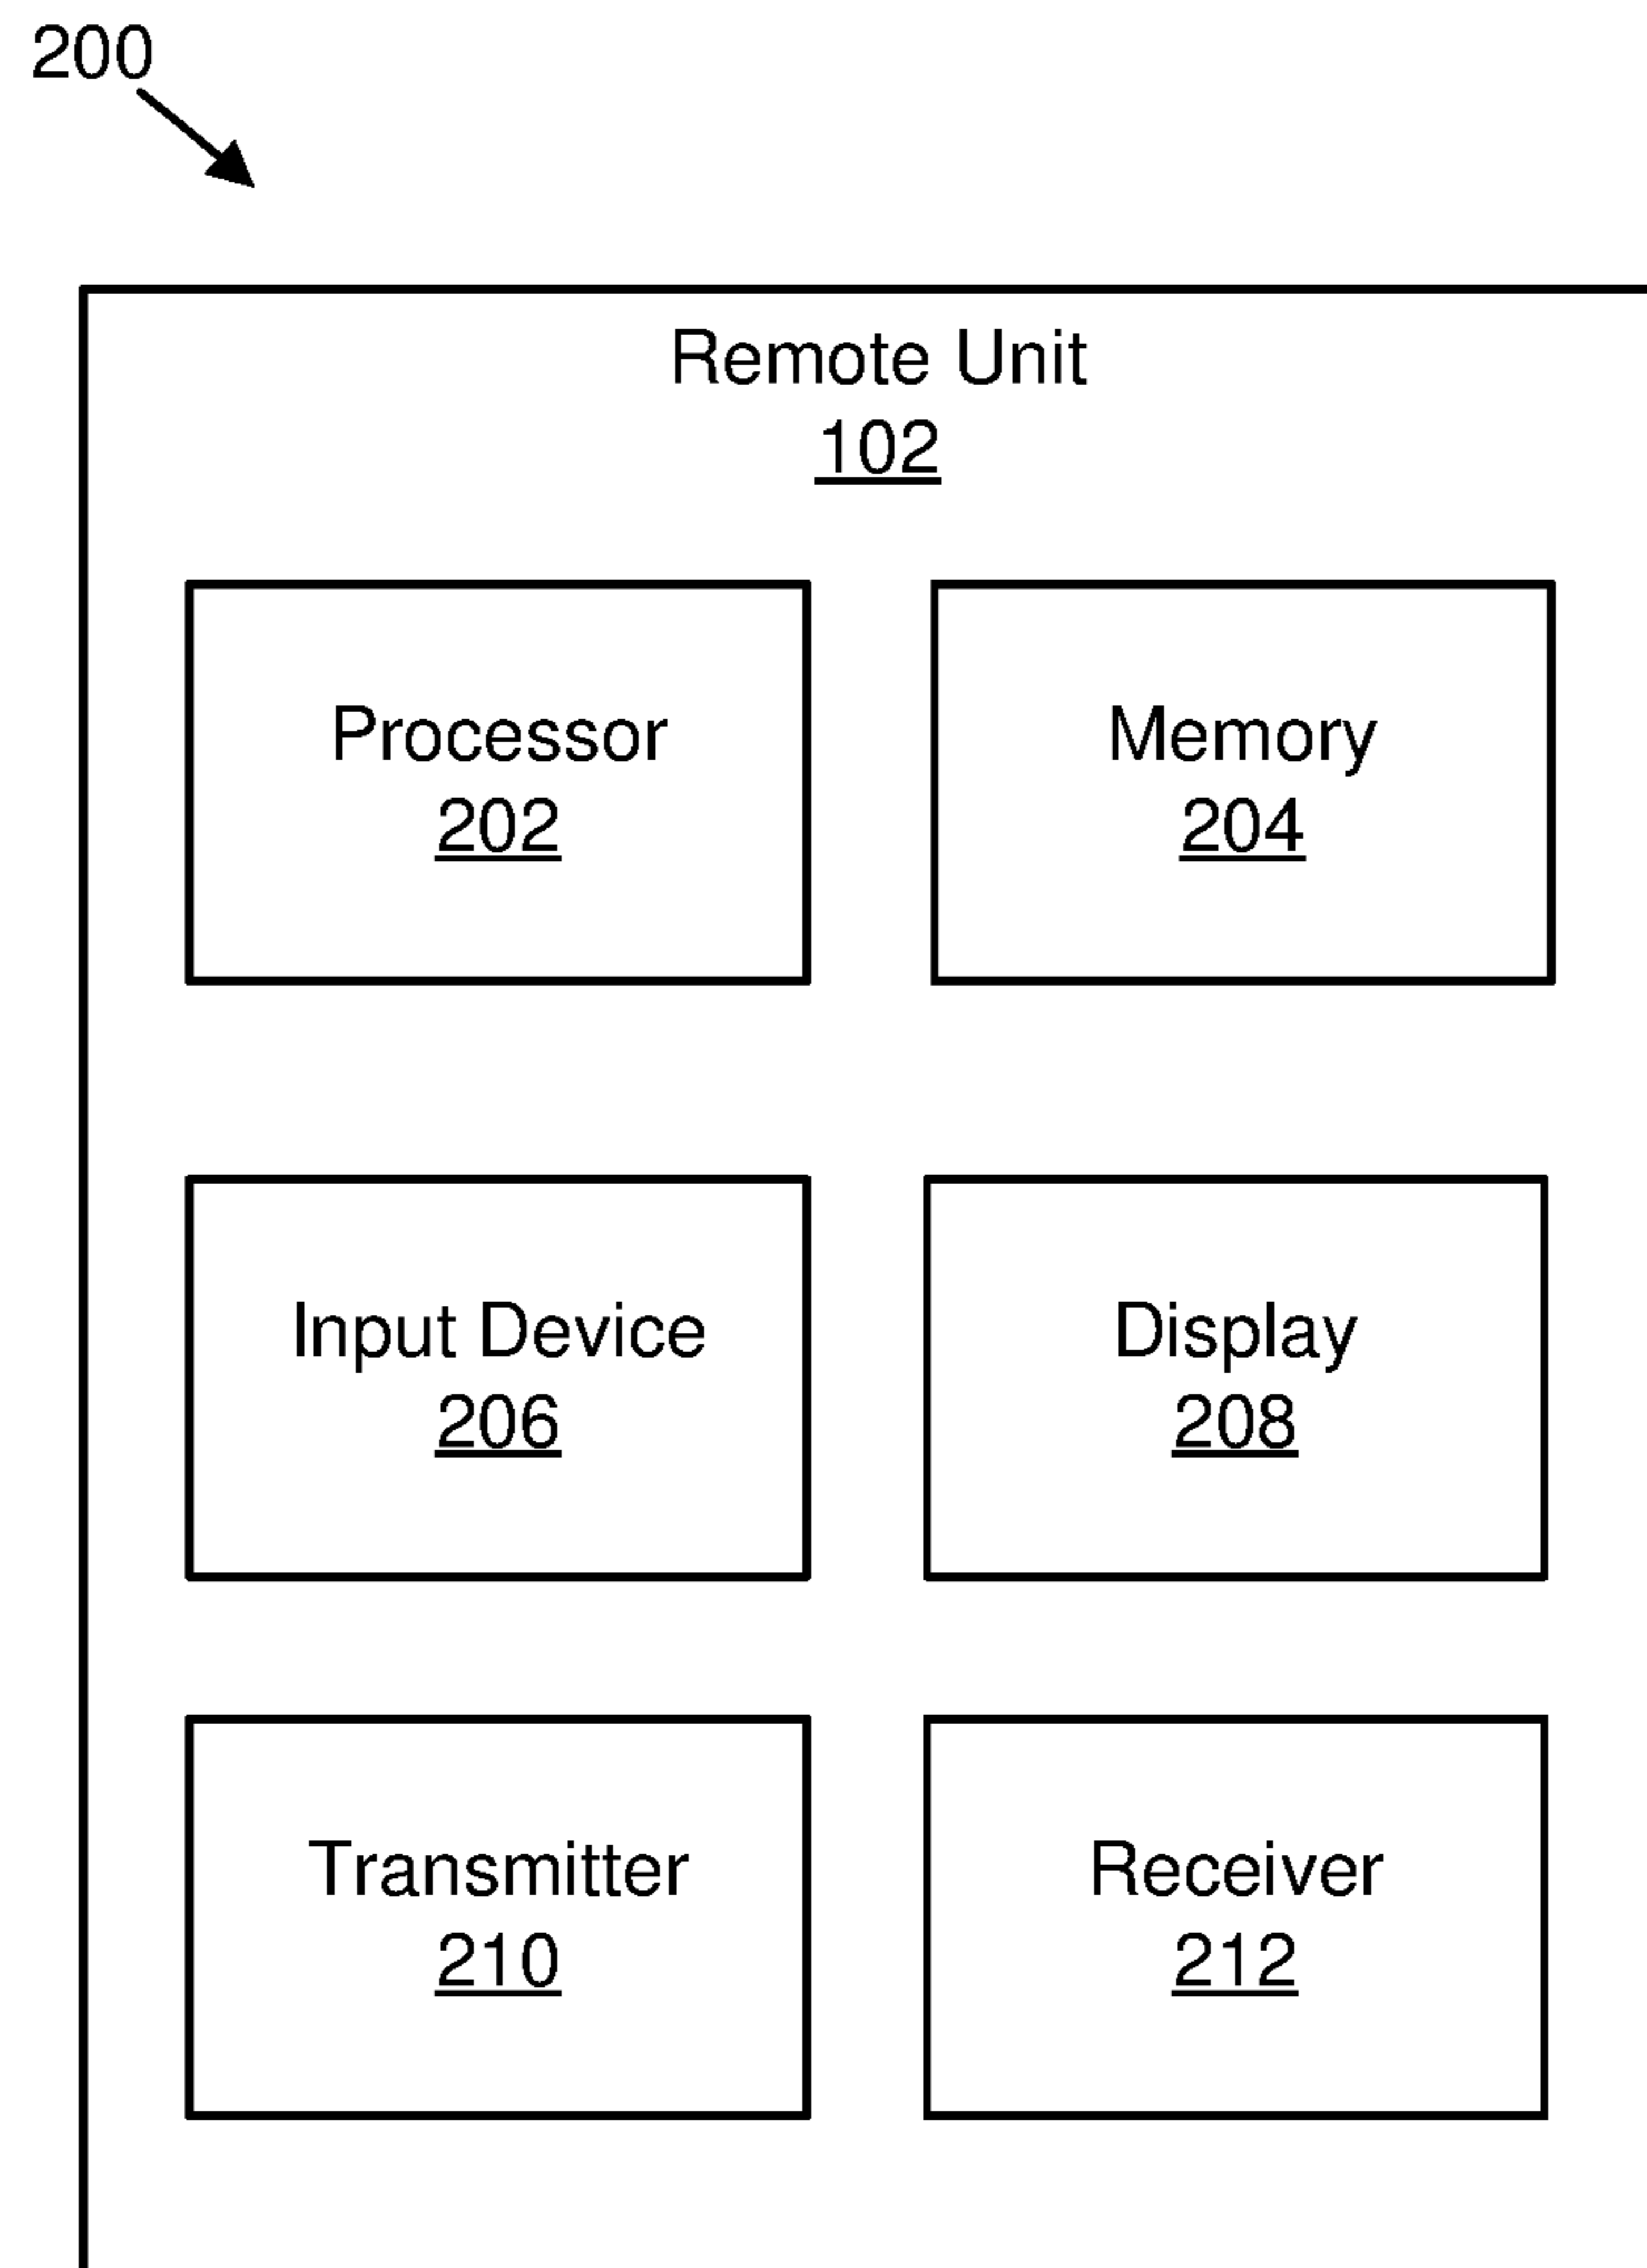 200
Remote Unit
102
Processor
202
Memory
204
Input Device
206
Display
208
Transmitter
210
Receiver
212